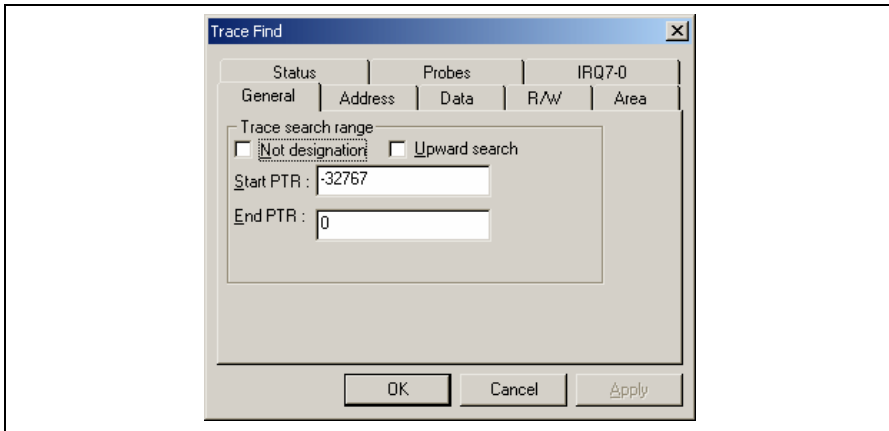 Trace Find
Status Probes IRQ7-0
General Address Data R/W Area
Trace search range
Not designation Upward search
Start PTR : -32767
End PTR : 0
OK Cancel Apply